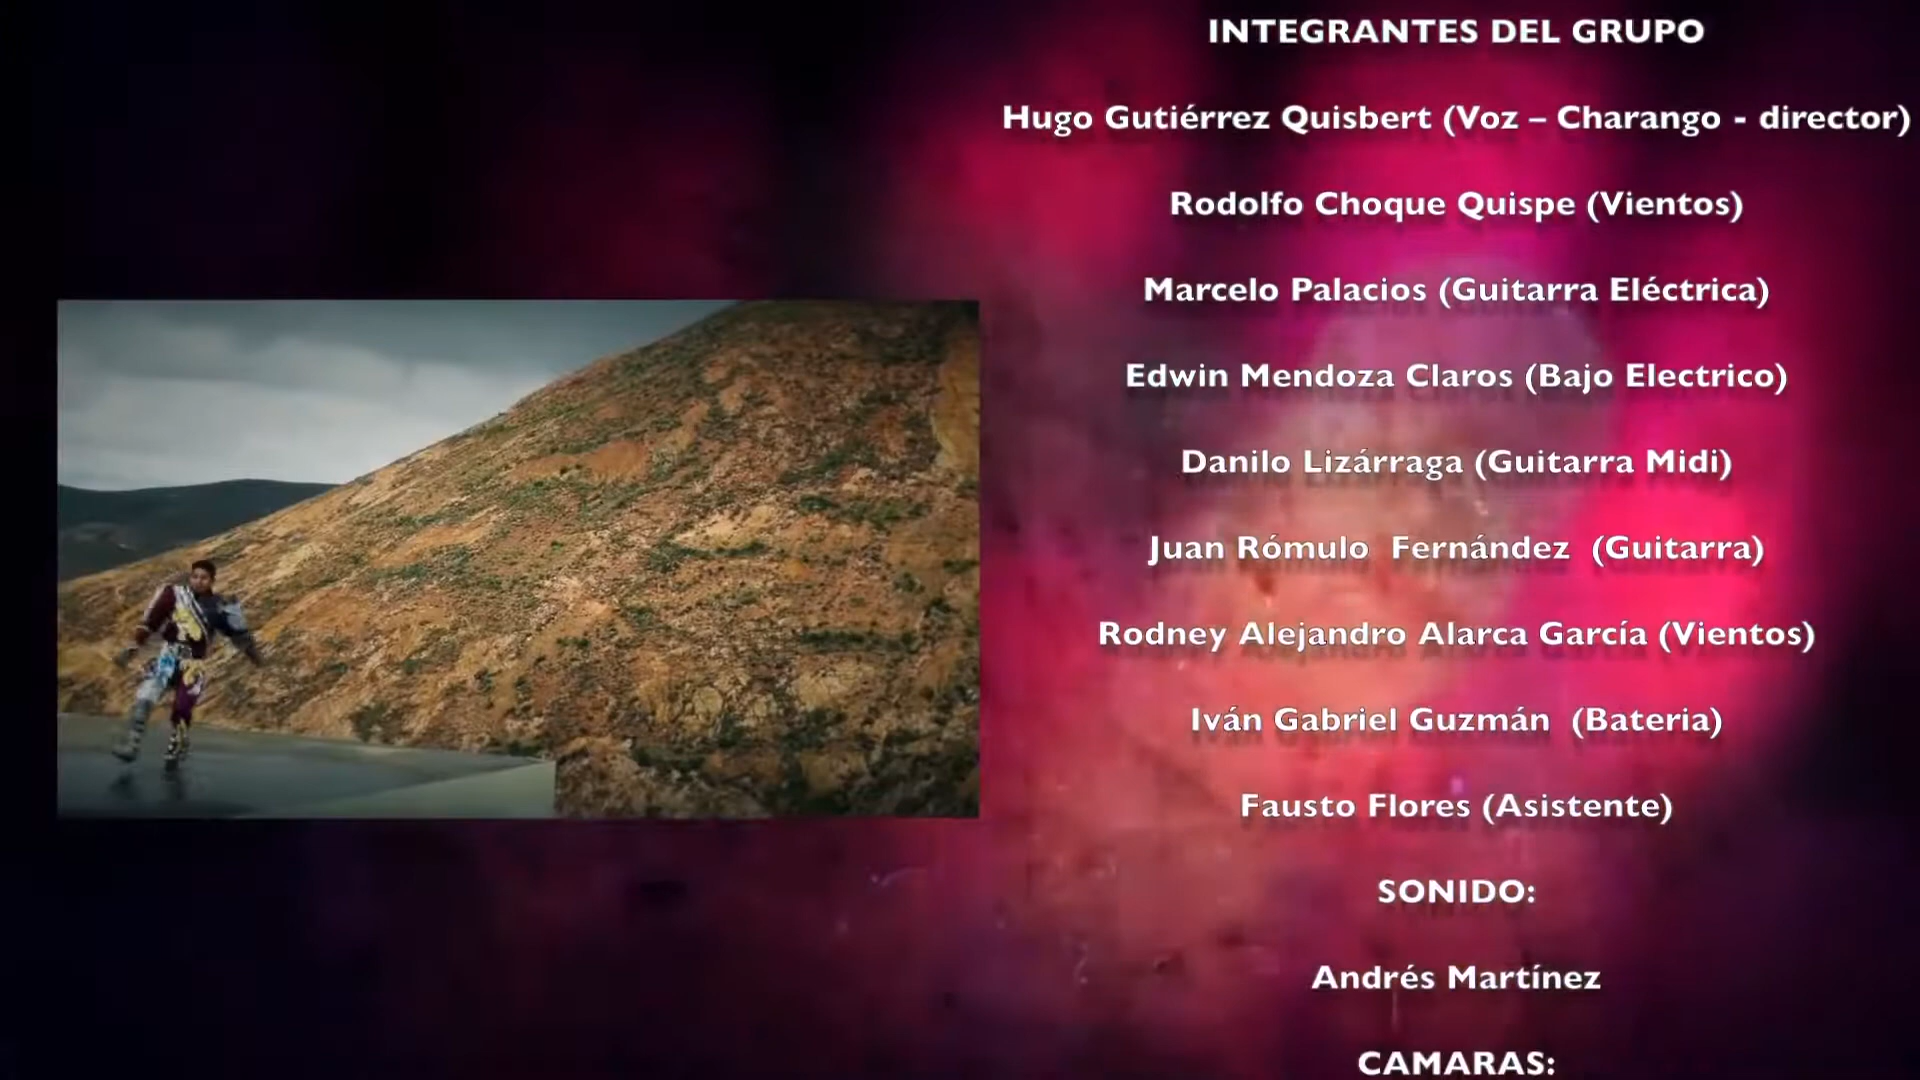 INTEGRANTES DEL GRUPO
Hugo Gutiérrez Quisbert (Voz – Charango - director)
Rodolfo Choque Quispe (Vientos)
Marcelo Palacios (Guitarra Eléctrica)
Edwin Mendoza Claros (Bajo Electrico)
Danilo Lizárraga (Guitarra Midi)
Juan Rómulo Fernández (Guitarra)
Rodney Alejandro Alarca García (Vientos)
Iván Gabriel Guzmán (Bateria)
Fausto Flores (Asistente)
SONIDO:
Andrés Martínez
CAMARAS: